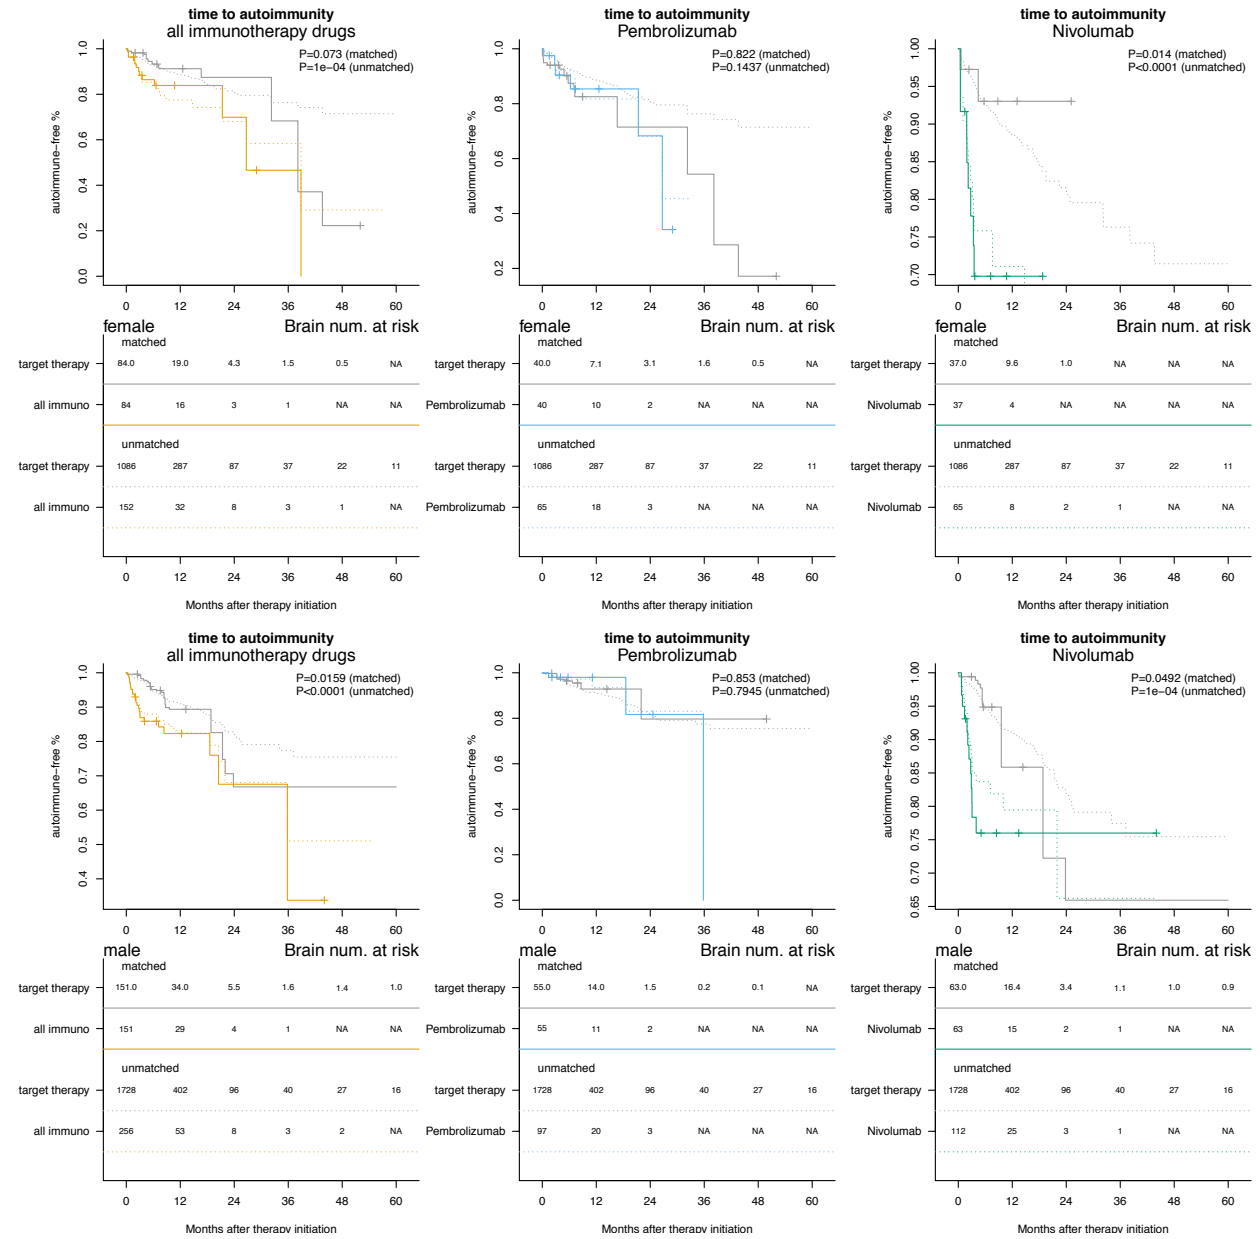 time to autoimmunity
all immunotherapy drugs
P=0.073 (matched)
P=1e−04 (unmatched)
autoimmune−free %
1.0
0.8
0.6
0.4
0.2
0.0
0 12 24 36 48 60
female Brain num. at risk
matched
target therapy 84.0 19.0 4.3 1.5 0.5 NA
all immuno 84 16 3 1 NA NA
unmatched
target therapy 1086 287 87 37 22 11
all immuno 152 32 8 3 1 NA
0 12 24 36 48 60
Months after therapy initiation
time to autoimmunity
Pembrolizumab
P=0.822 (matched)
P=0.1437 (unmatched)
autoimmune−free %
1.0
0.8
0.6
0.4
0.2
0 12 24 36 48 60
female Brain num. at risk
matched
target therapy 40.0 7.1 3.1 1.6 0.5 NA
Pembrolizumab 40 10 2 NA NA NA
unmatched
target therapy 1086 287 87 37 22 11
Pembrolizumab 65 18 3 NA NA NA
0 12 24 36 48 60
Months after therapy initiation
time to autoimmunity
Nivolumab
P=0.014 (matched)
P<0.0001 (unmatched)
autoimmune−free %
1.00
0.95
0.90
0.85
0.80
0.75
0.70
0 12 24 36 48 60
female Brain num. at risk
matched
target therapy 37.0 9.6 1.0 NA NA NA
Nivolumab 37 4 NA NA NA NA
unmatched
target therapy 1086 287 87 37 22 11
Nivolumab 65 8 2 1 NA NA
0 12 24 36 48 60
Months after therapy initiation
time to autoimmunity
all immunotherapy drugs
P=0.0159 (matched)
P<0.0001 (unmatched)
autoimmune−free %
1.0
0.9
0.8
0.7
0.6
0.5
0.4
0 12 24 36 48 60
male Brain num. at risk
matched
target therapy 151.0 34.0 5.5 1.6 1.4 1.0
all immuno 151 29 4 1 NA NA
unmatched
target therapy 1728 402 96 40 27 16
all immuno 256 53 8 3 2 NA
0 12 24 36 48 60
Months after therapy initiation
time to autoimmunity
Pembrolizumab
P=0.853 (matched)
P=0.7945 (unmatched)
autoimmune−free %
1.0
0.8
0.6
0.4
0.2
0.0
0 12 24 36 48 60
male Brain num. at risk
matched
target therapy 55.0 14.0 1.5 0.2 0.1 NA
Pembrolizumab 55 11 2 NA NA NA
unmatched
target therapy 1728 402 96 40 27 16
Pembrolizumab 97 20 3 NA NA NA
0 12 24 36 48 60
Months after therapy initiation
time to autoimmunity
Nivolumab
P=0.0492 (matched)
P=1e−04 (unmatched)
autoimmune−free %
1.00
0.95
0.90
0.85
0.80
0.75
0.70
0.65
0 12 24 36 48 60
male Brain num. at risk
matched
target therapy 63.0 16.4 3.4 1.1 1.0 0.9
Nivolumab 63 15 2 1 NA NA
unmatched
target therapy 1728 402 96 40 27 16
Nivolumab 112 25 3 1 NA NA
0 12 24 36 48 60
Months after therapy initiation